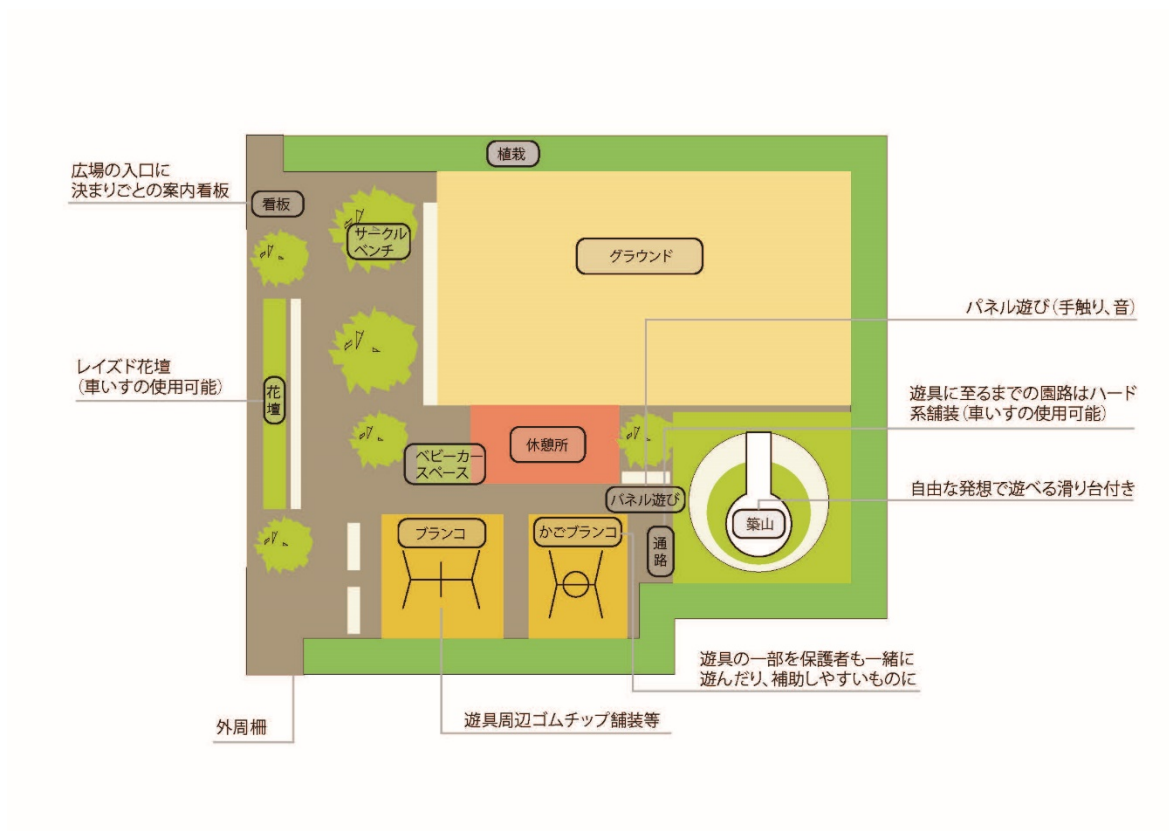 植栽
広場の入口に
決まりごとの案内看板
看板
サークル
ベンチ
グラウンド
パネル遊び（手触り、音）
レイズド花壇
（車いすの使用可能）
花
壇
遊具に至るまでの園路はハード
系舗装（車いすの使用可能）
休憩所
ベビーカー
スペース
自由な発想で遊べる滑り台付き
パネル遊び
築山
ブランコ
かごブランコ
通
路
遊具の一部を保護者も一緒に
遊んだり、補助しやすいものに
外周柵
遊具周辺ゴムチップ舗装等